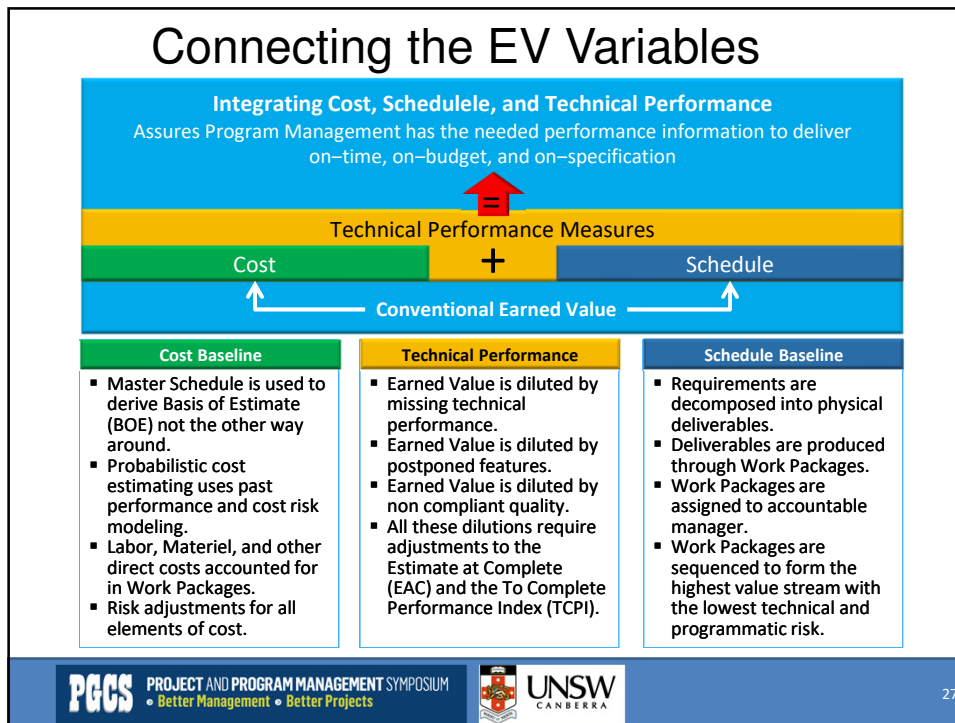 Connecting the EV Variables
Integrating Cost, Schedulele, and Technical Performance
Assures Program Management has the needed performance information to deliver
on–time, on–budget, and on–specification
=
Technical Performance Measures
Cost
+
Schedule
Conventional Earned Value
Cost Baseline
▪ Master Schedule is used to
derive Basis of Estimate
(BOE) not the other way
around.
▪ Probabilistic cost
estimating uses past
performance and cost risk
modeling.
▪ Labor, Materiel, and other
direct costs accounted for
in Work Packages.
▪ Risk adjustments for all
elements of cost.
Technical Performance
▪ Earned Value is diluted by
missing technical
performance.
▪ Earned Value is diluted by
postponed features.
▪ Earned Value is diluted by
non compliant quality.
▪ All these dilutions require
adjustments to the
Estimate at Complete
(EAC) and the To Complete
Performance Index (TCPI).
Schedule Baseline
▪ Requirements are
decomposed into physical
deliverables.
▪ Deliverables are produced
through Work Packages.
▪ Work Packages are
assigned to accountable
manager.
▪ Work Packages are
sequenced to form the
highest value stream with
the lowest technical and
programmatic risk.
PGCS
PROJECT AND PROGRAM MANAGEMENT SYMPOSIUM
• Better Management • Better Projects
UNSW
CANBERRA
27